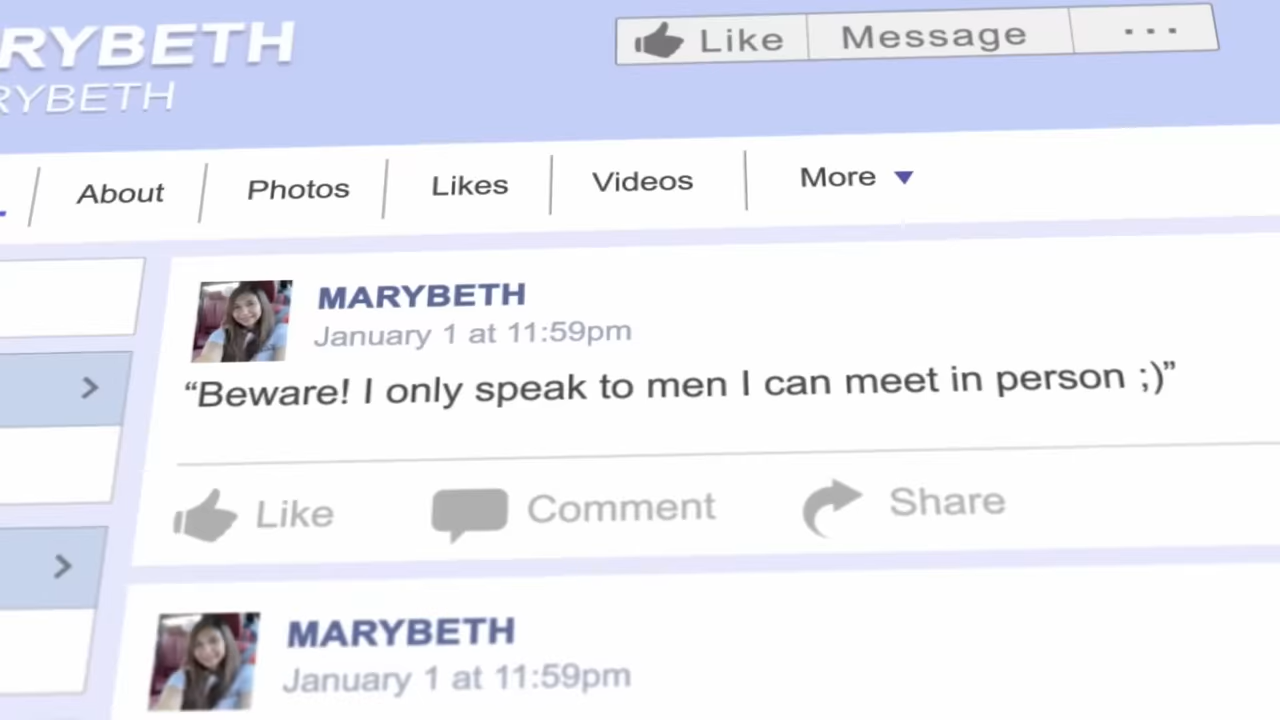 RYBETH
RYBETH
Like
Message
...
About
Photos
Likes
Videos
More
MARYBETH
January 1 at 11:59pm
“Beware! I only speak to men I can meet in person ;)”
Like
Comment
Share
MARYBETH
January 1 at 11:59pm